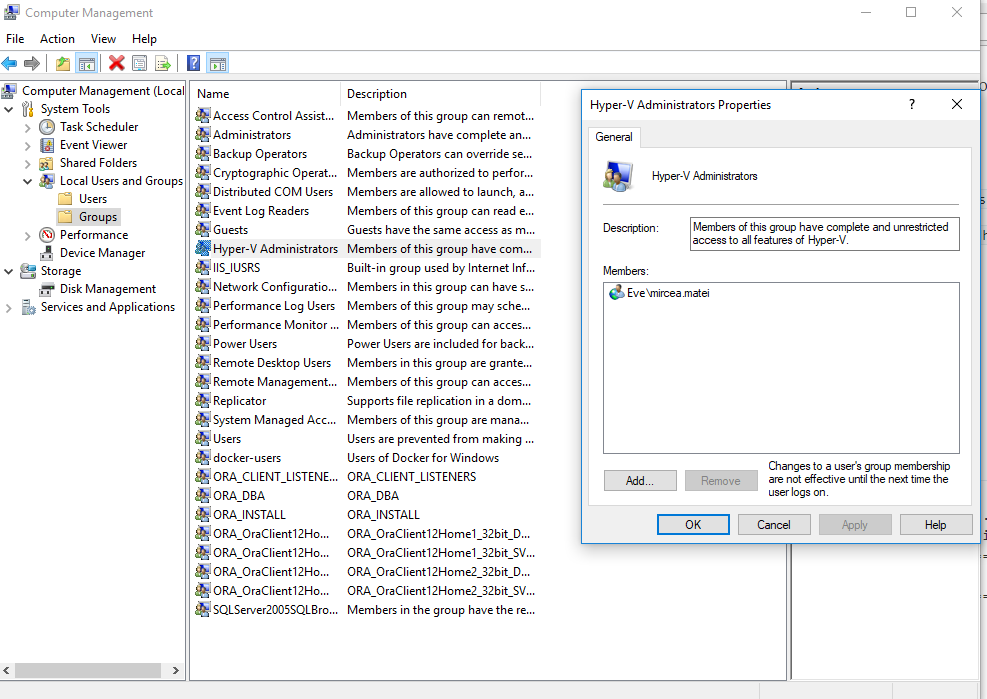 Computer Management
File Action View Help
Computer Management (Local
System Tools
Task Scheduler
Event Viewer
Shared Folders
Local Users and Groups
Users
Groups
Performance
Device Manager
Storage
Disk Management
Services and Applications
Name Description
Access Control Assist... Members of this group can remot...
Administrators Administrators have complete an...
Backup Operators Backup Operators can override se...
Cryptographic Operat... Members are authorized to perfor...
Distributed COM Users Members are allowed to launch, a...
Event Log Readers Members of this group can read e...
Guests Guests have the same access as m...
Hyper-V Administrators Members of this group have com...
IIS_IUSRS Built-in group used by Internet Inf...
Network Configuratio... Members in this group can have s...
Performance Log Users Members of this group may sche...
Performance Monitor ... Members of this group can acces...
Power Users Power Users are included for back...
Remote Desktop Users Members in this group are grante...
Remote Management... Members of this group can acces...
Replicator Supports file replication in a dom...
System Managed Acc... Members of this group are mana...
Users Users are prevented from making ...
docker-users Users of Docker for Windows
ORA_CLIENT_LISTENE... ORA_CLIENT_LISTENERS
ORA_DBA ORA_DBA
ORA_INSTALL ORA_INSTALL
ORA_OraClient12Ho... ORA_OraClient12Home1_32bit_D...
ORA_OraClient12Ho... ORA_OraClient12Home1_32bit_SV...
ORA_OraClient12Ho... ORA_OraClient12Home2_32bit_D...
ORA_OraClient12Ho... ORA_OraClient12Home2_32bit_SV...
SQLServer2005SQLBro... Members in the group have the re...
Hyper-V Administrators Properties
General
Hyper-V Administrators
Description: Members of this group have complete and unrestricted
access to all features of Hyper-V.
Members:
Eve\mircea.matei
Add... Remove
Changes to a user's group membership
are not effective until the next time the
user logs on.
OK Cancel Apply Help